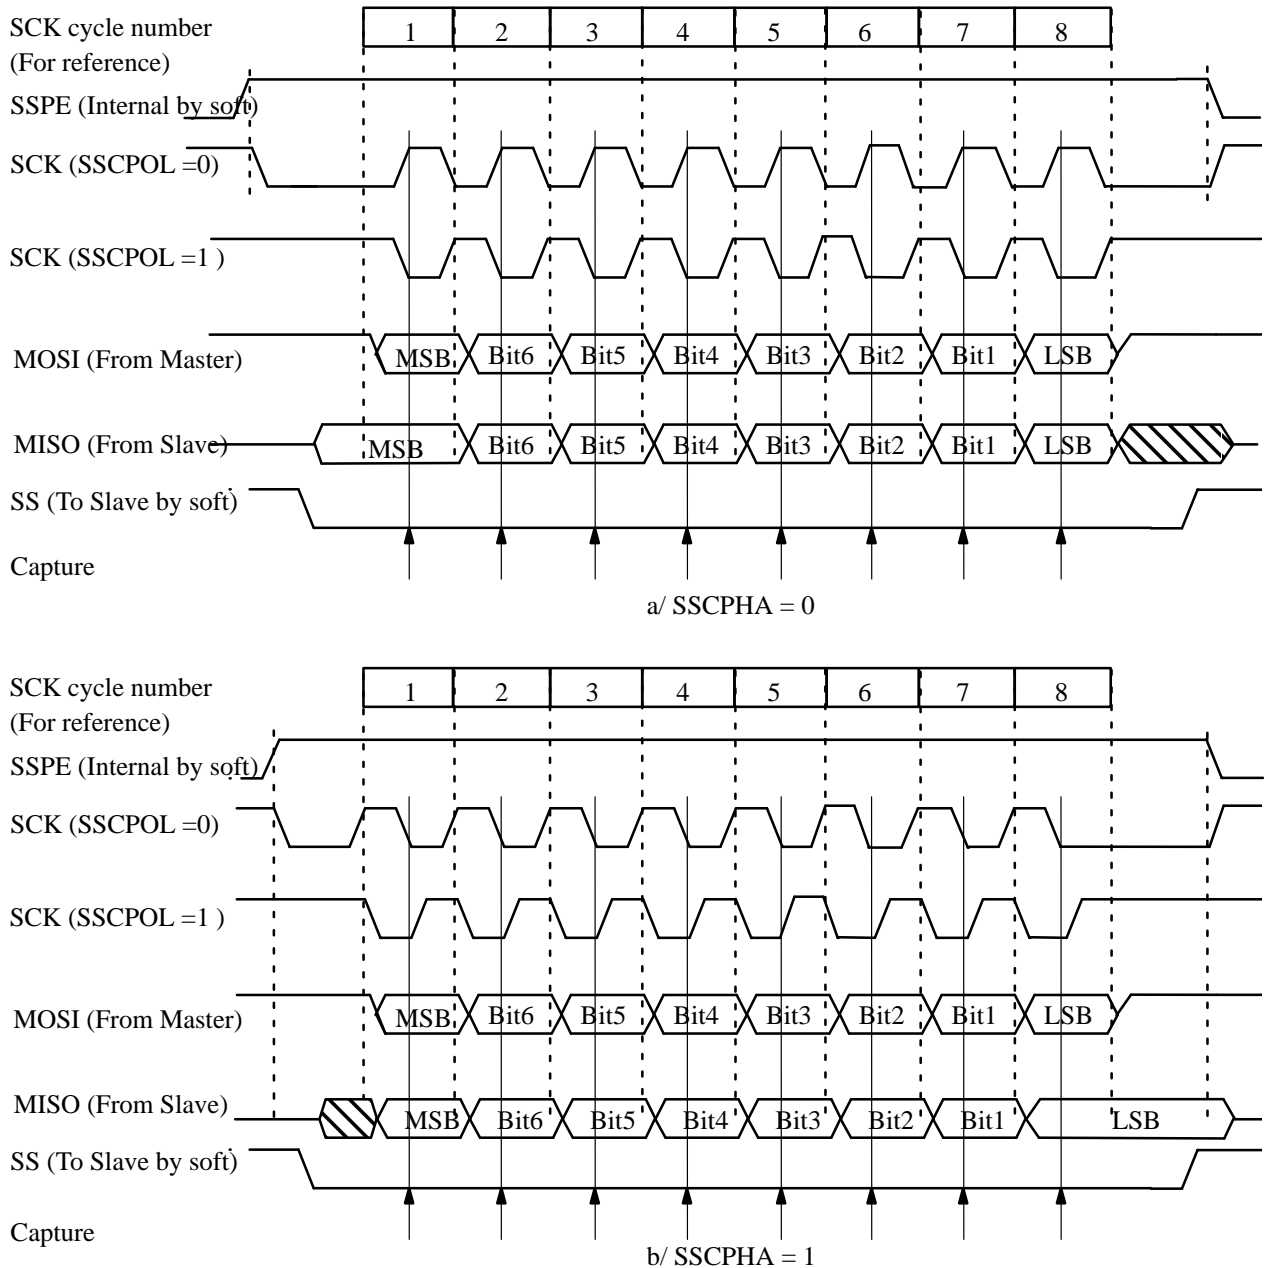 SCK cycle number 1 2 3 4 5 6 7 8
(For reference)
SSPE (Internal by soft)
SCK (SSCPOL =0)
SCK (SSCPOL =1 )
MOSI (From Master) MSB Bit6 Bit5 Bit4 Bit3 Bit2 Bit1 LSB
MISO (From Slave) MSB Bit6 Bit5 Bit4 Bit3 Bit2 Bit1 LSB
SS (To Slave by soft)
Capture
a/ SSCPHA = 0
SCK cycle number 1 2 3 4 5 6 7 8
(For reference)
SSPE (Internal by soft)
SCK (SSCPOL =0)
SCK (SSCPOL =1 )
MOSI (From Master) MSB Bit6 Bit5 Bit4 Bit3 Bit2 Bit1 LSB
MISO (From Slave) MSB Bit6 Bit5 Bit4 Bit3 Bit2 Bit1 LSB
SS (To Slave by soft)
Capture
b/ SSCPHA = 1